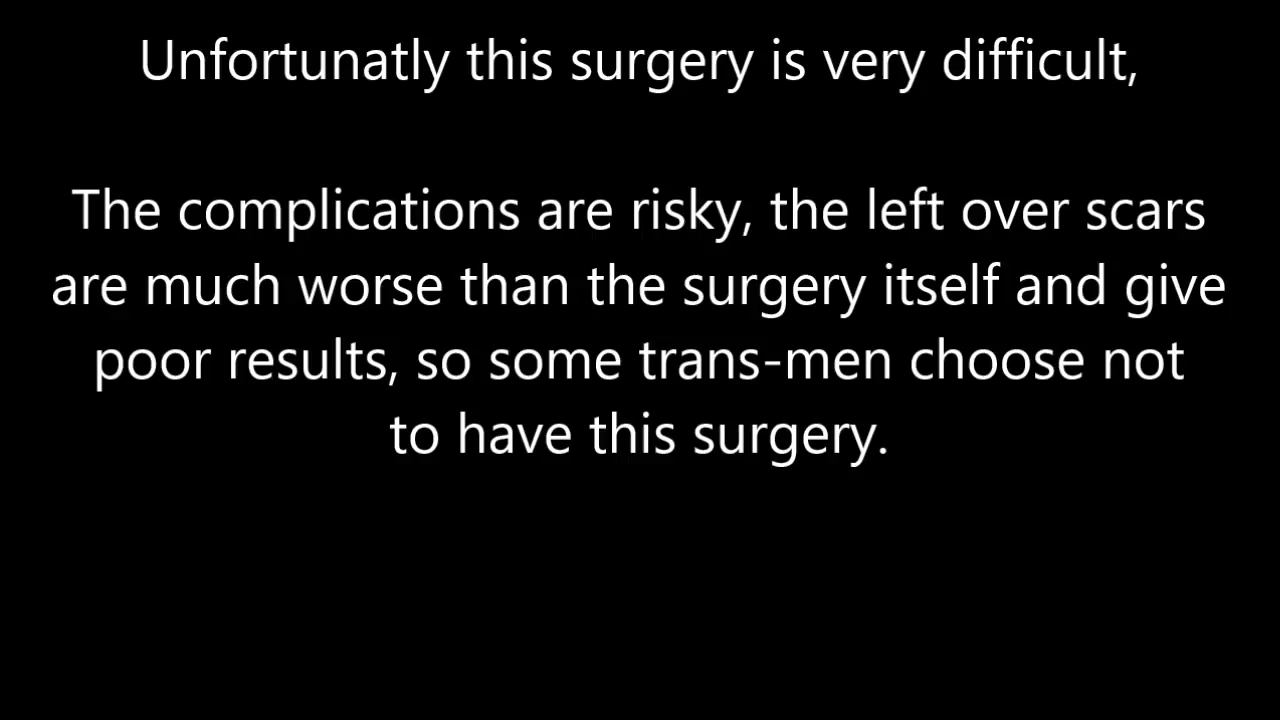 Unfortunatly this surgery is very difficult,
The complications are risky, the left over scars
are much worse than the surgery itself and give
poor results, so some trans-men choose not
to have this surgery.